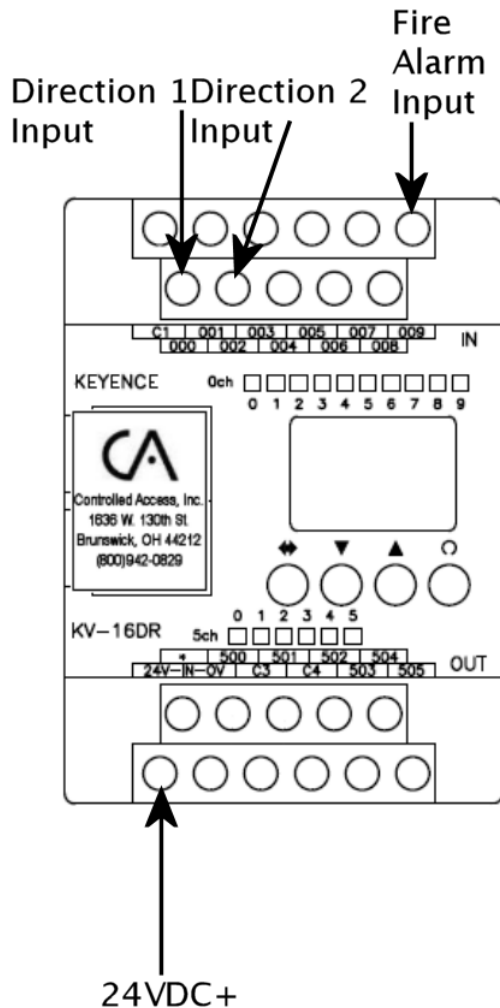 Fire
Alarm
Input
Direction 1 Direction 2
Input Input
C1 001 003 005 007 009
000 002 004 006 008
IN
KEYENCE
0ch
0 1 2 3 4 5 6 7 8 9
CA
Controlled Access, Inc.
1636 W. 130th St.
Brunswick, OH 44212
(800)942-0829
KV-16DR
0 1 2 3 4 5
5ch
+ 500 501 502 504
24V-IN-0V C3 C4 503 505
OUT
24VDC+